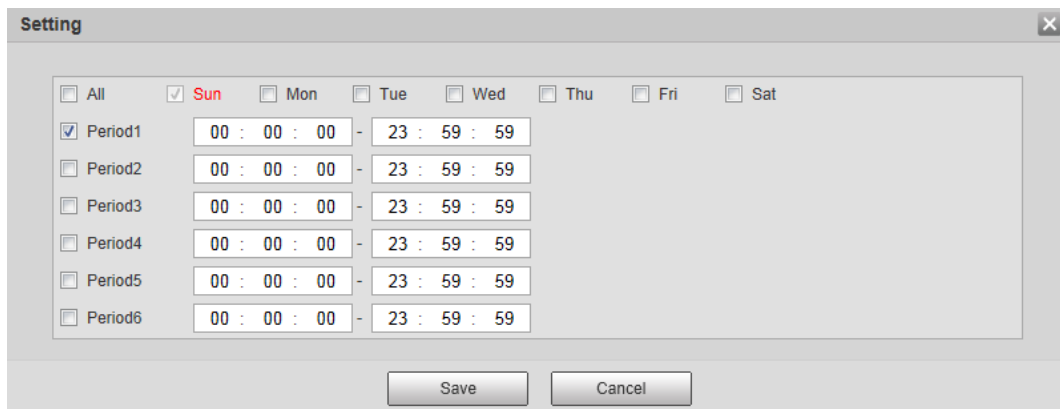 Setting
All Sun Mon Tue Wed Thu Fri Sat
Period1 00 : 00 : 00 - 23 : 59 : 59
Period2 00 : 00 : 00 - 23 : 59 : 59
Period3 00 : 00 : 00 - 23 : 59 : 59
Period4 00 : 00 : 00 - 23 : 59 : 59
Period5 00 : 00 : 00 - 23 : 59 : 59
Period6 00 : 00 : 00 - 23 : 59 : 59
Save Cancel